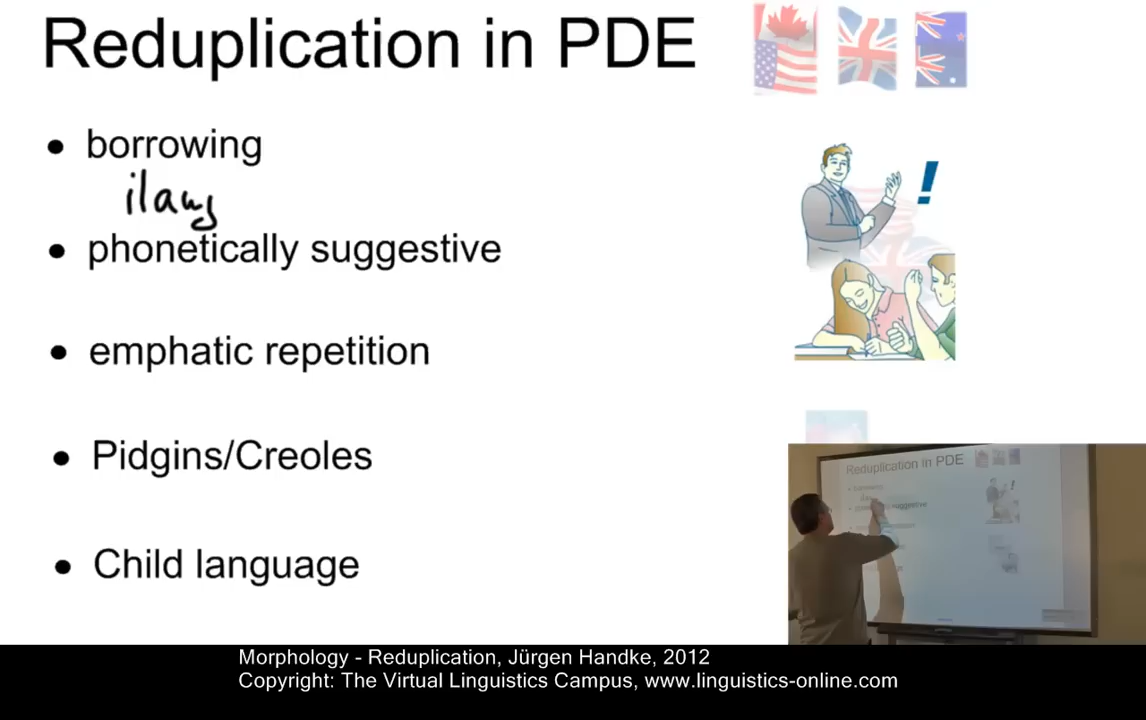 Reduplication in PDE
• borrowing
ilang
• phonetically suggestive
• emphatic repetition
• Pidgins/Creoles
• Child language
!
Reduplication in PDE
suggestive
Morphology - Reduplication, Jürgen Handke, 2012
Copyright: The Virtual Linguistics Campus, www.linguistics-online.com